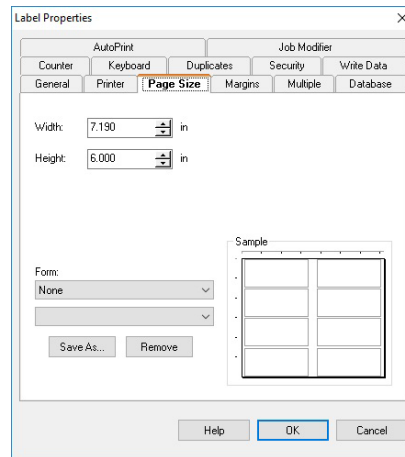 Label Properties
AutoPrint Job Modifier
Counter Keyboard Duplicates Security Write Data
General Printer Page Size Margins Multiple Database
Width: 7.190 in
Height: 6.000 in
Sample
Form:
None
Save As... Remove
Help OK Cancel